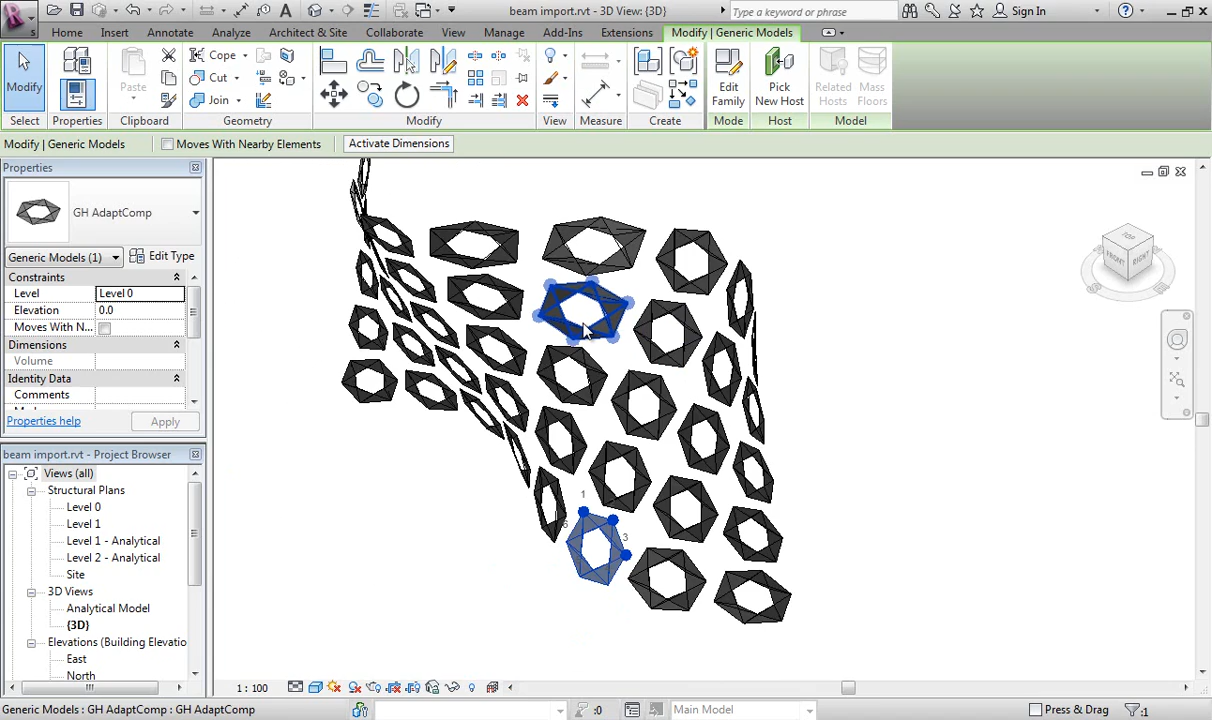 beam import.rvt - 3D View: {3D}
Type a keyword or phrase
Sign In
Home
Insert
Annotate
Analyze
Architect & Site
Collaborate
View
Manage
Add-Ins
Extensions
Modify | Generic Models
Modify
Paste
Cope
Cut
Join
Edit
Family
Pick
New Host
Related
Hosts
Mass
Floors
Select
Properties
Clipboard
Geometry
Modify
View
Measure
Create
Mode
Host
Model
Modify | Generic Models
Moves With Nearby Elements
Activate Dimensions
Properties
GH AdaptComp
Generic Models (1)
Edit Type
Constraints
Level
Level 0
Elevation
0.0
Moves With N...
Dimensions
Volume
Identity Data
Comments
Properties help
Apply
beam import.rvt - Project Browser
Views (all)
Structural Plans
Level 0
Level 1
Level 1 - Analytical
Level 2 - Analytical
Site
3D Views
Analytical Model
{3D}
Elevations (Building Elevatio
East
North
TOP
FRONT
RIGHT
1
6
3
1 : 100
Generic Models : GH AdaptComp : GH AdaptComp
:0
Main Model
Press & Drag
:1